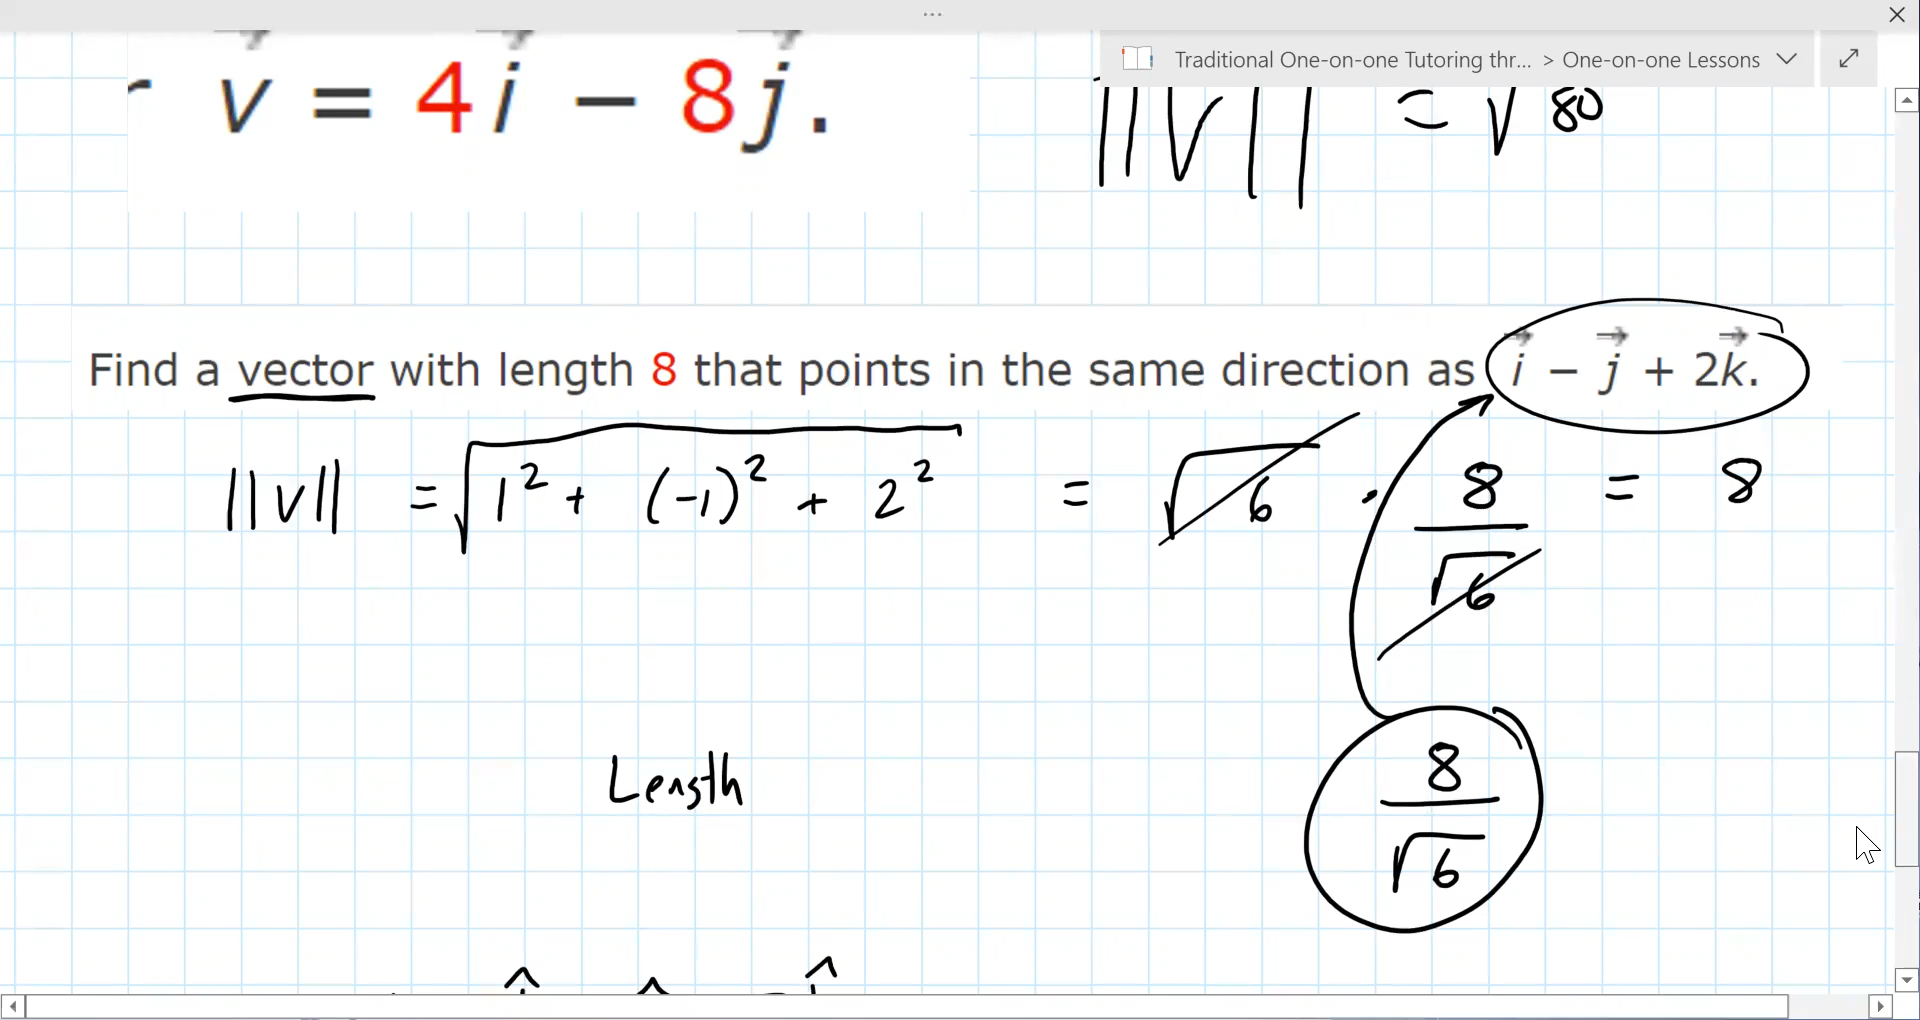 ...
Traditional One-on-one Tutoring thr... > One-on-one Lessons
v = 4i − 8j.
||v|| = √80
Find a vector with length 8 that points in the same direction as i − j + 2k.
||v|| = √1² + (-1)² + 2² = √6 · 8/√6 = 8
Length
8/√6